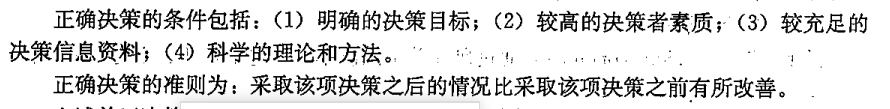 正确决策的条件包括：（1）明确的决策目标；（2）较高的决策者素质；（3）较充足的
决策信息资料；（4）科学的理论和方法。
正确决策的准则为：采取该项决策之后的情况比采取该项决策之前有所改善。